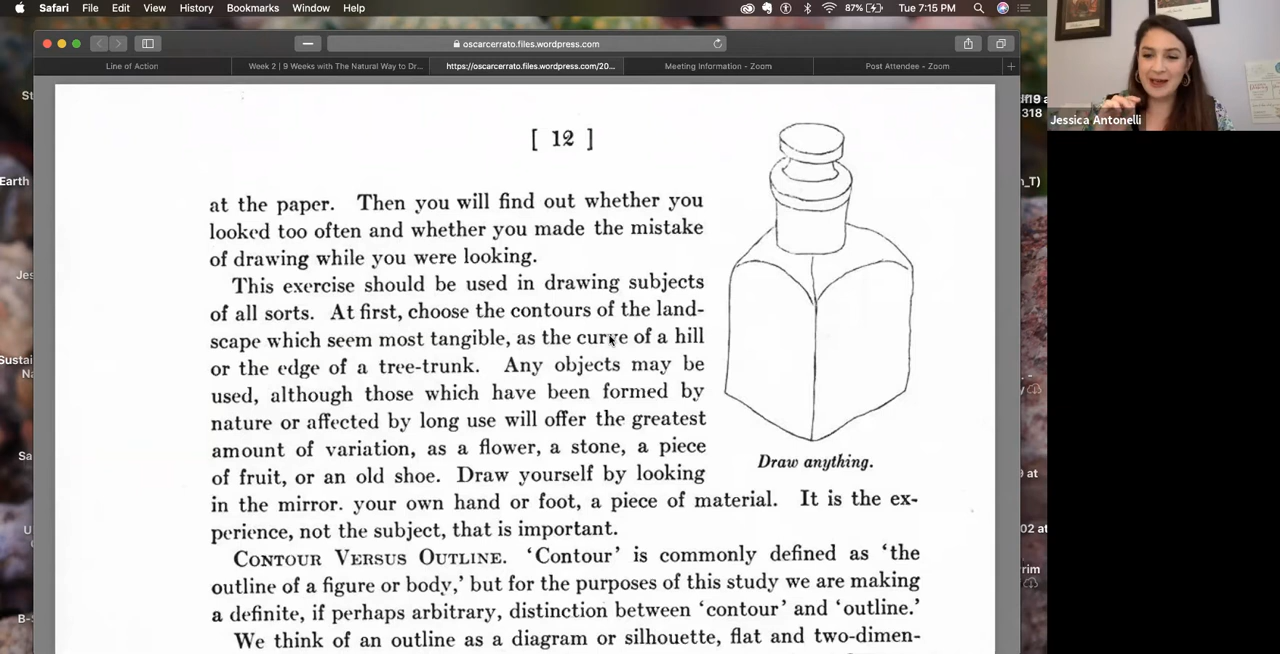 Safari File Edit View History Bookmarks Window Help 87% Tue 7:15 PM
oscarcerrato.files.wordpress.com
Line of Action Week 2 | 9 Weeks with The Natural Way to Dr... https://oscarcerrato.files.wordpress.com/20... Meeting Information - Zoom Post Attendee - Zoom
Jessica Antonelli
318
Earth
[ 12 ]
at the paper. Then you will find out whether you
looked too often and whether you made the mistake
of drawing while you were looking.
This exercise should be used in drawing subjects
of all sorts. At first, choose the contours of the land-
scape which seem most tangible, as the curve of a hill
or the edge of a tree-trunk. Any objects may be
used, although those which have been formed by
nature or affected by long use will offer the greatest
amount of variation, as a flower, a stone, a piece
of fruit, or an old shoe. Draw yourself by looking
in the mirror. your own hand or foot, a piece of material. It is the ex-
perience, not the subject, that is important.
Draw anything.
CONTOUR VERSUS OUTLINE. 'Contour' is commonly defined as 'the
outline of a figure or body,' but for the purposes of this study we are making
a definite, if perhaps arbitrary, distinction between 'contour' and 'outline.'
We think of an outline as a diagram or silhouette, flat and two-dimen-